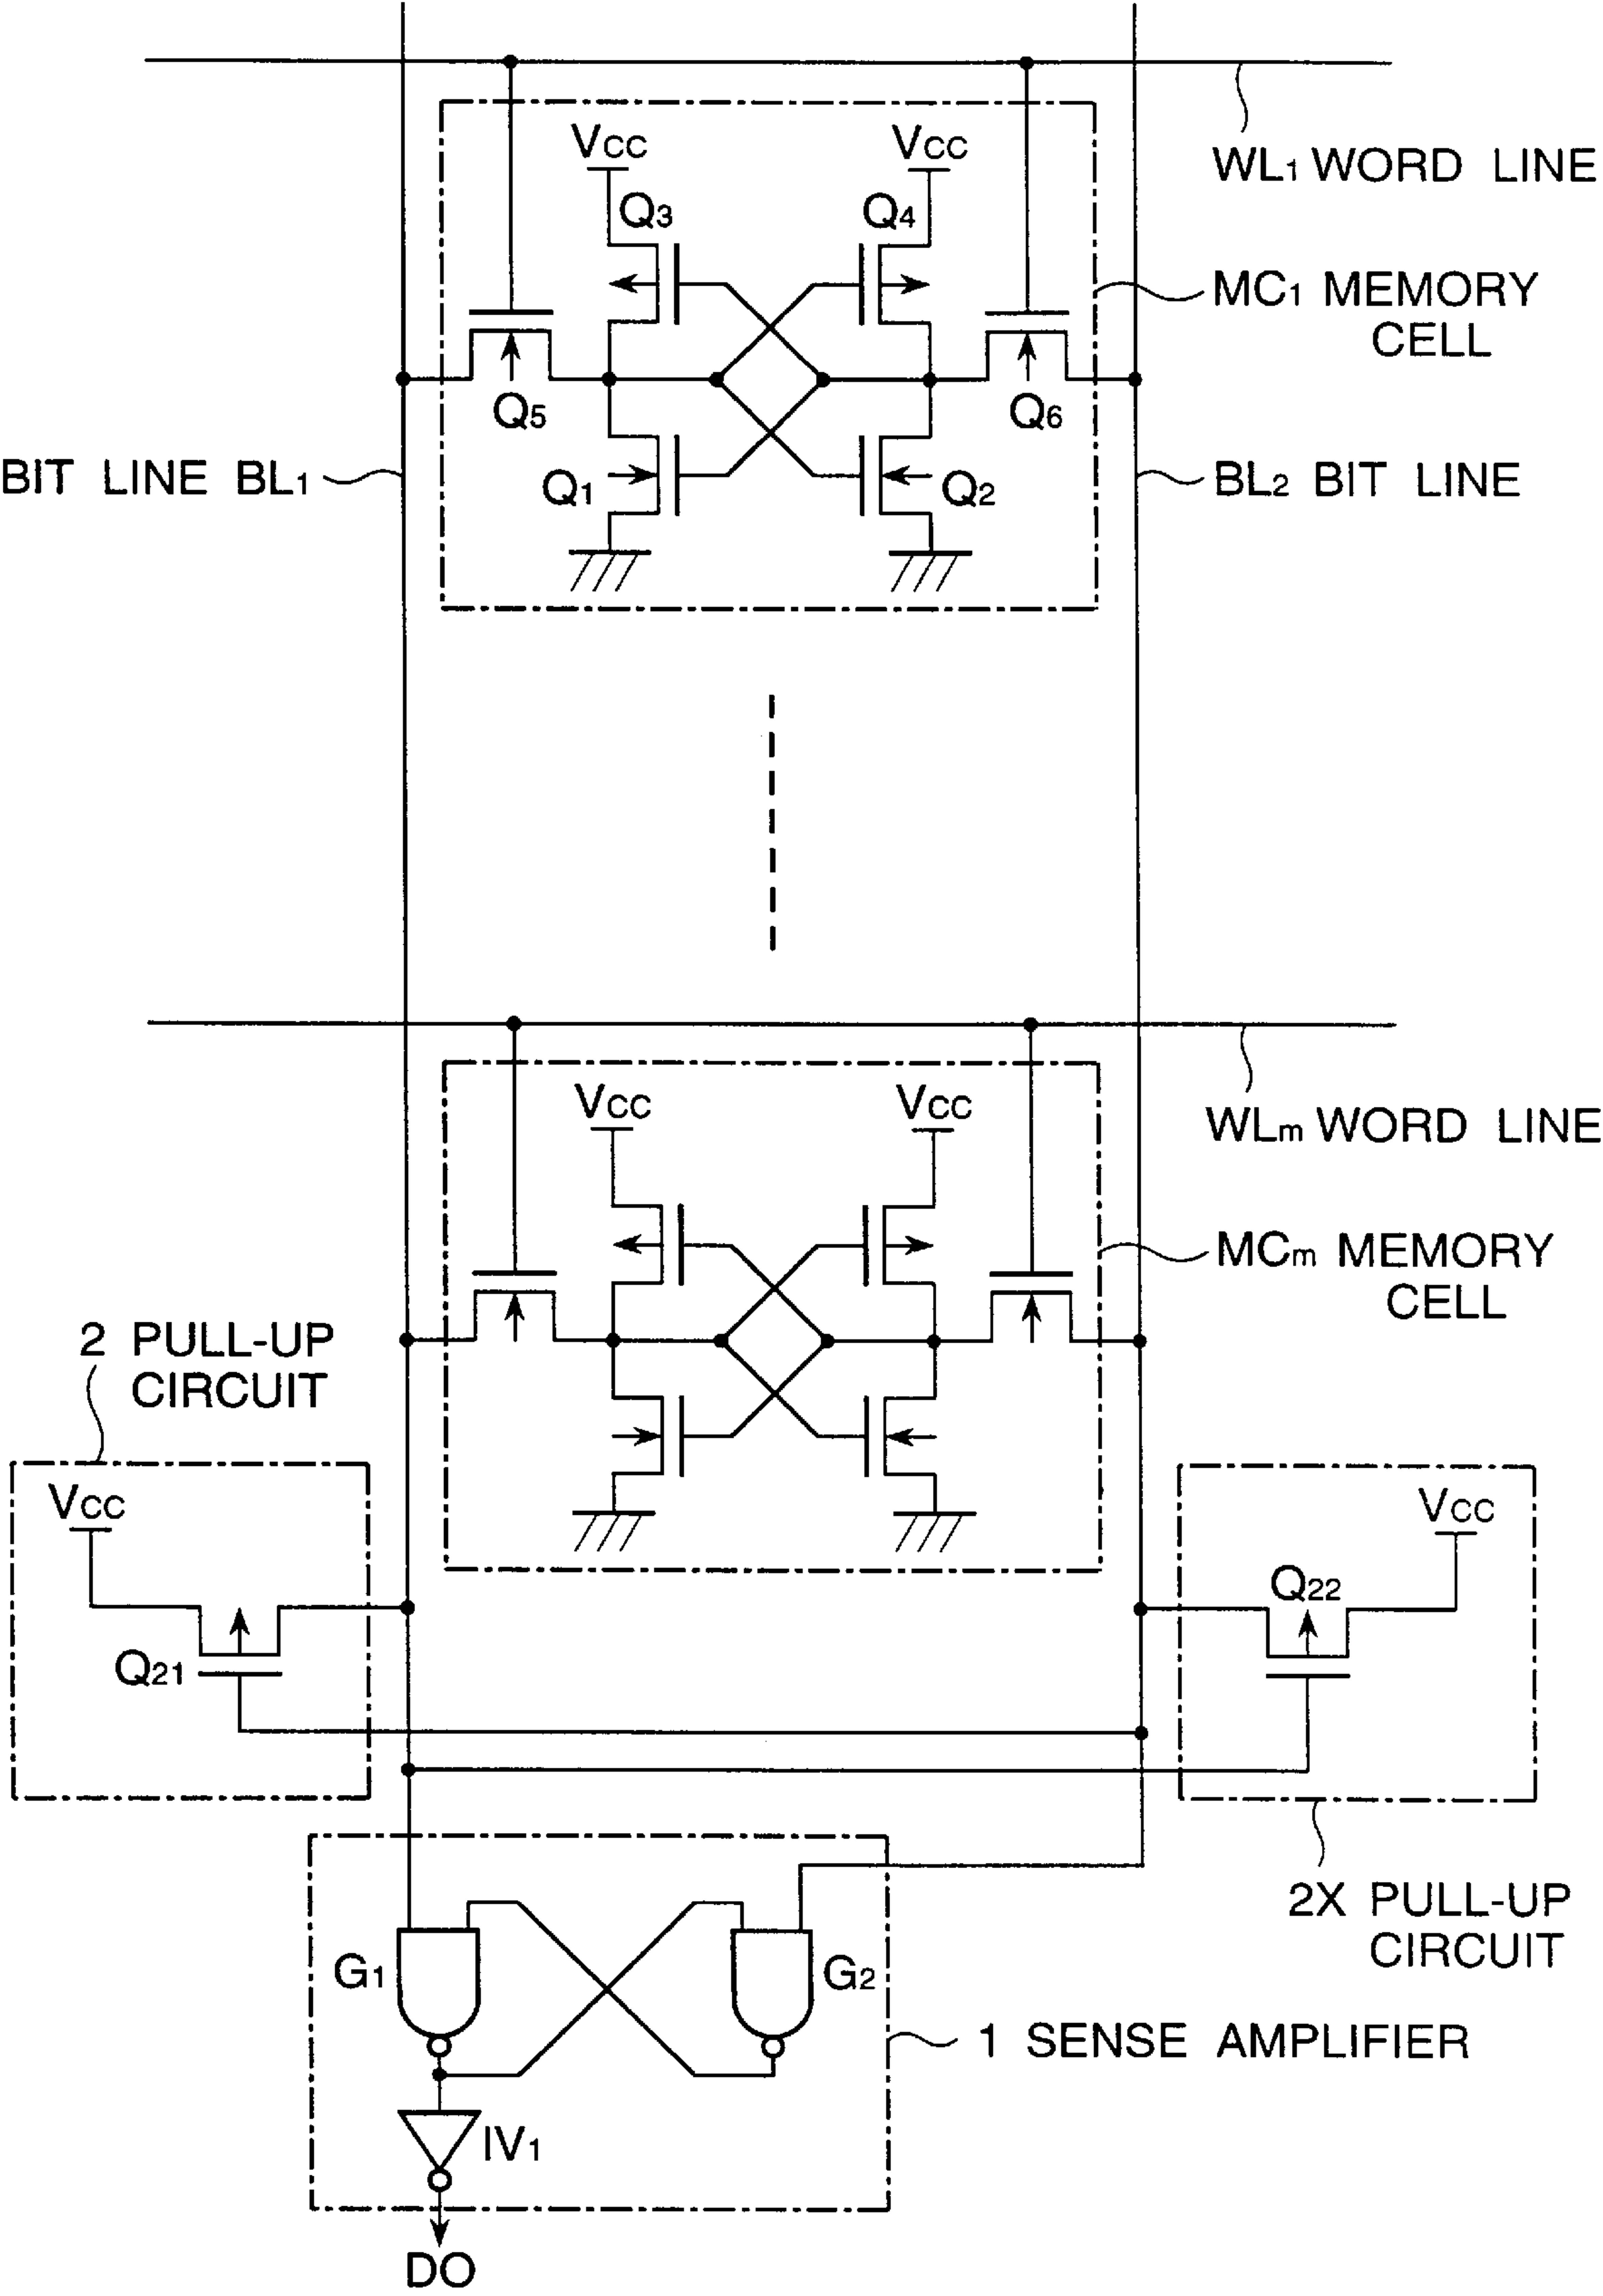 WL1 WORD LINE
VCC
VCC
Q3
Q4
MC1 MEMORY
CELL
Q5
Q6
BIT LINE BL1
Q1
Q2
BL2 BIT LINE
WLm WORD LINE
VCC
VCC
MCm MEMORY
CELL
2 PULL-UP
CIRCUIT
VCC
VCC
Q22
Q21
2X PULL-UP
CIRCUIT
G1
G2
1 SENSE AMPLIFIER
IV1
DO